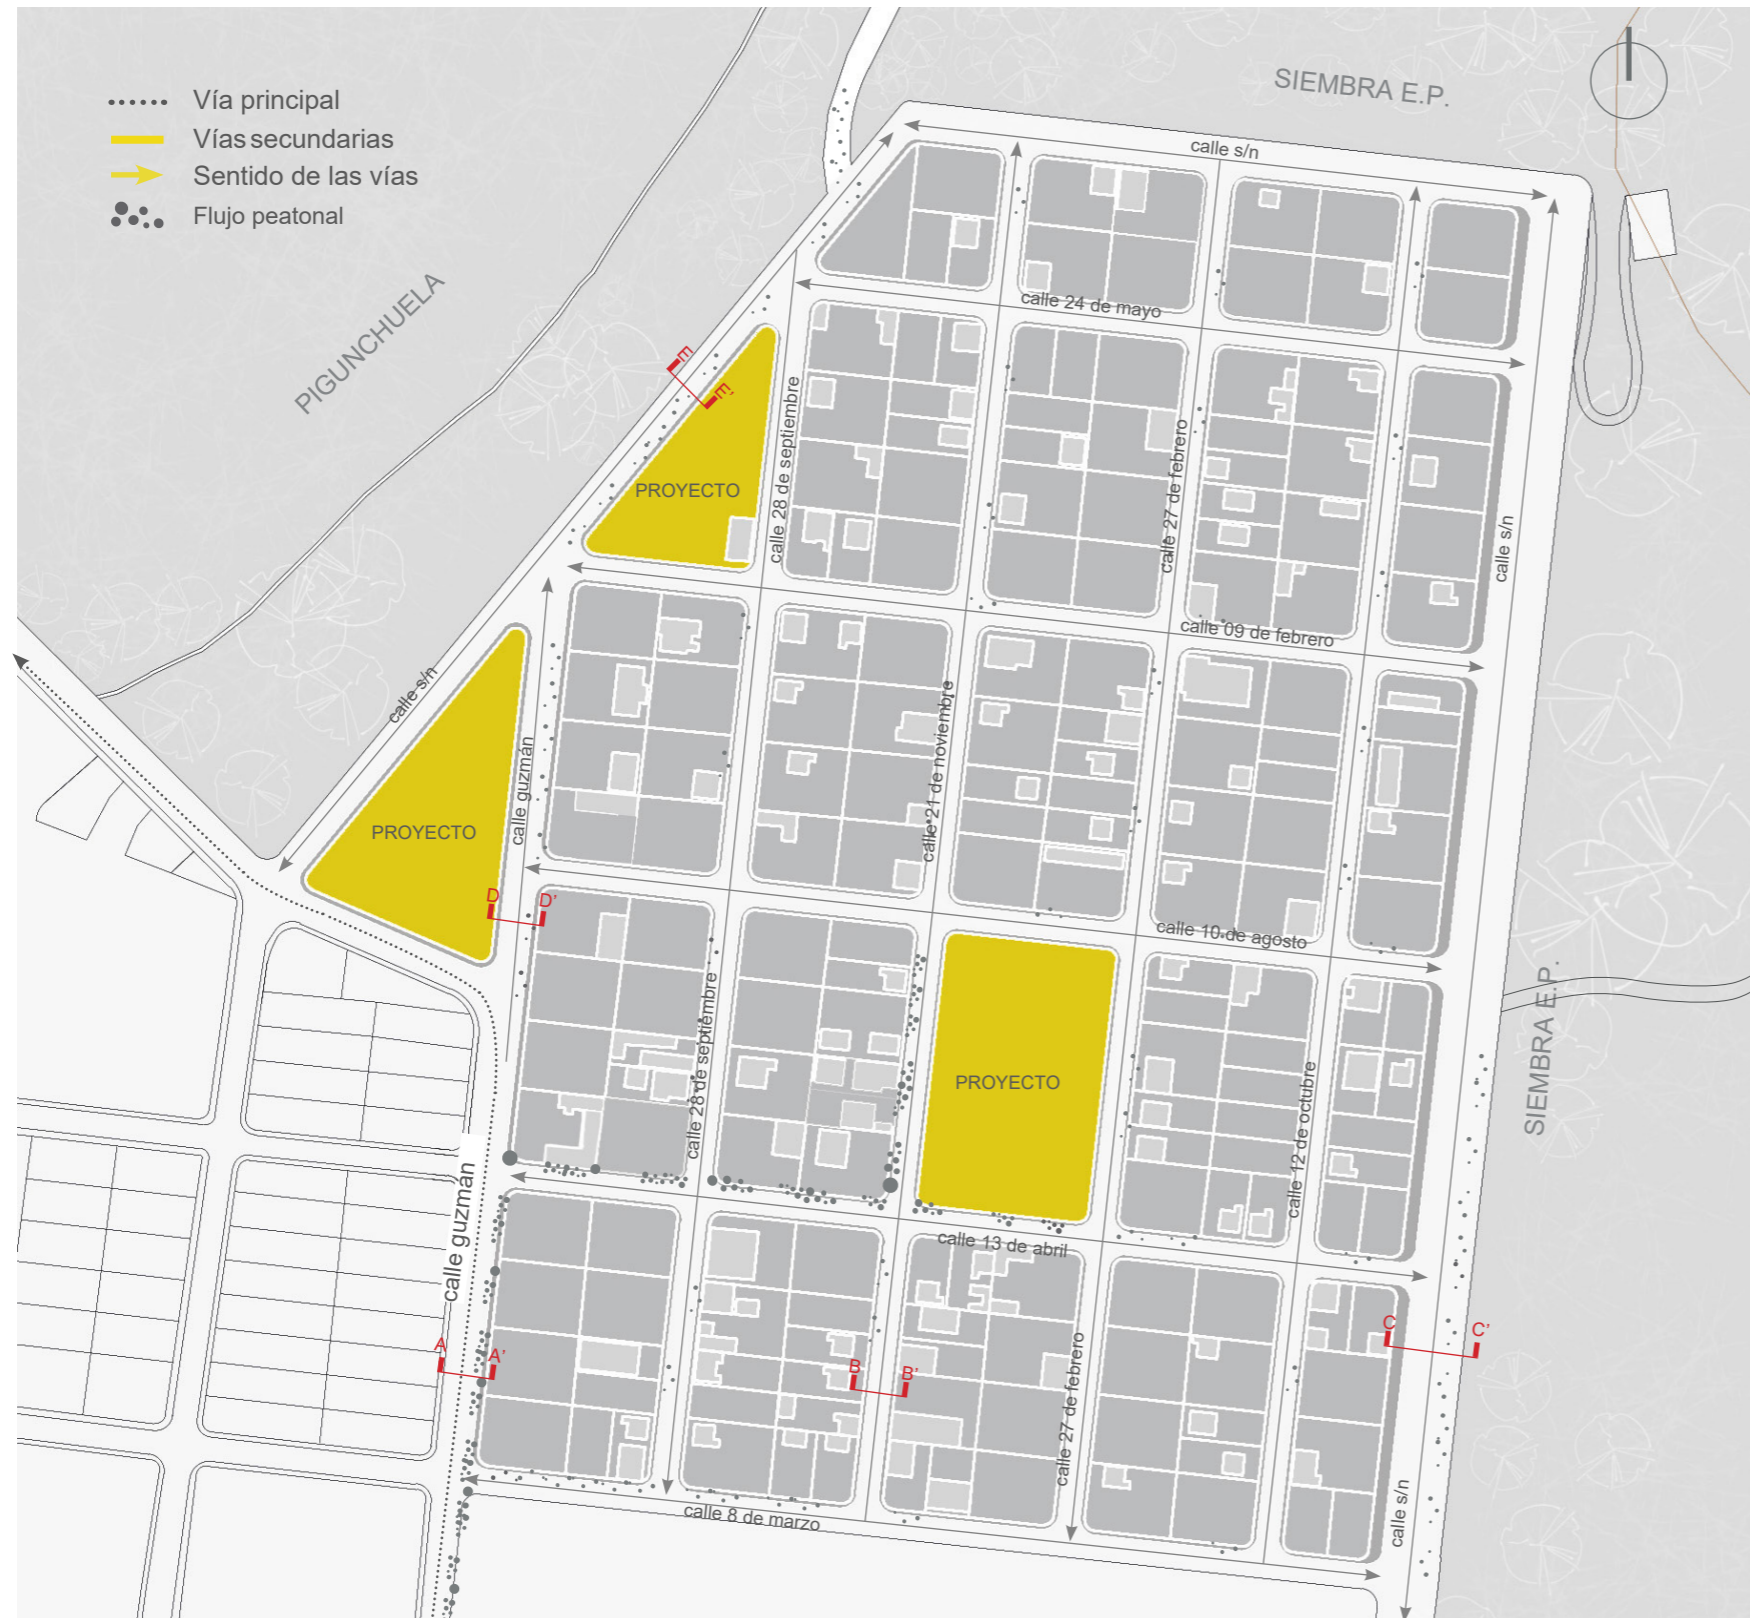 Vía principal
Vías secundarias
Sentido de las vías
Flujo peatonal
SIEMBRA E.P.
calle s/n
PIGUNCHUELA
calle 24 de mayo
E
E'
calle 28 de septiembre
PROYECTO
calle 27 de febrero
calle s/n
calle 09 de febrero
calle s/n
calle guzmán
calle 21 de noviembre
PROYECTO
D
D'
calle 10 de agosto
SIEMBRA E.P.
calle 28 de septiembre
PROYECTO
calle 12 de octubre
calle guzmán
calle 13 de abril
A
A'
B
B'
C
C'
calle 27 de febrero
calle s/n
calle 8 de marzo